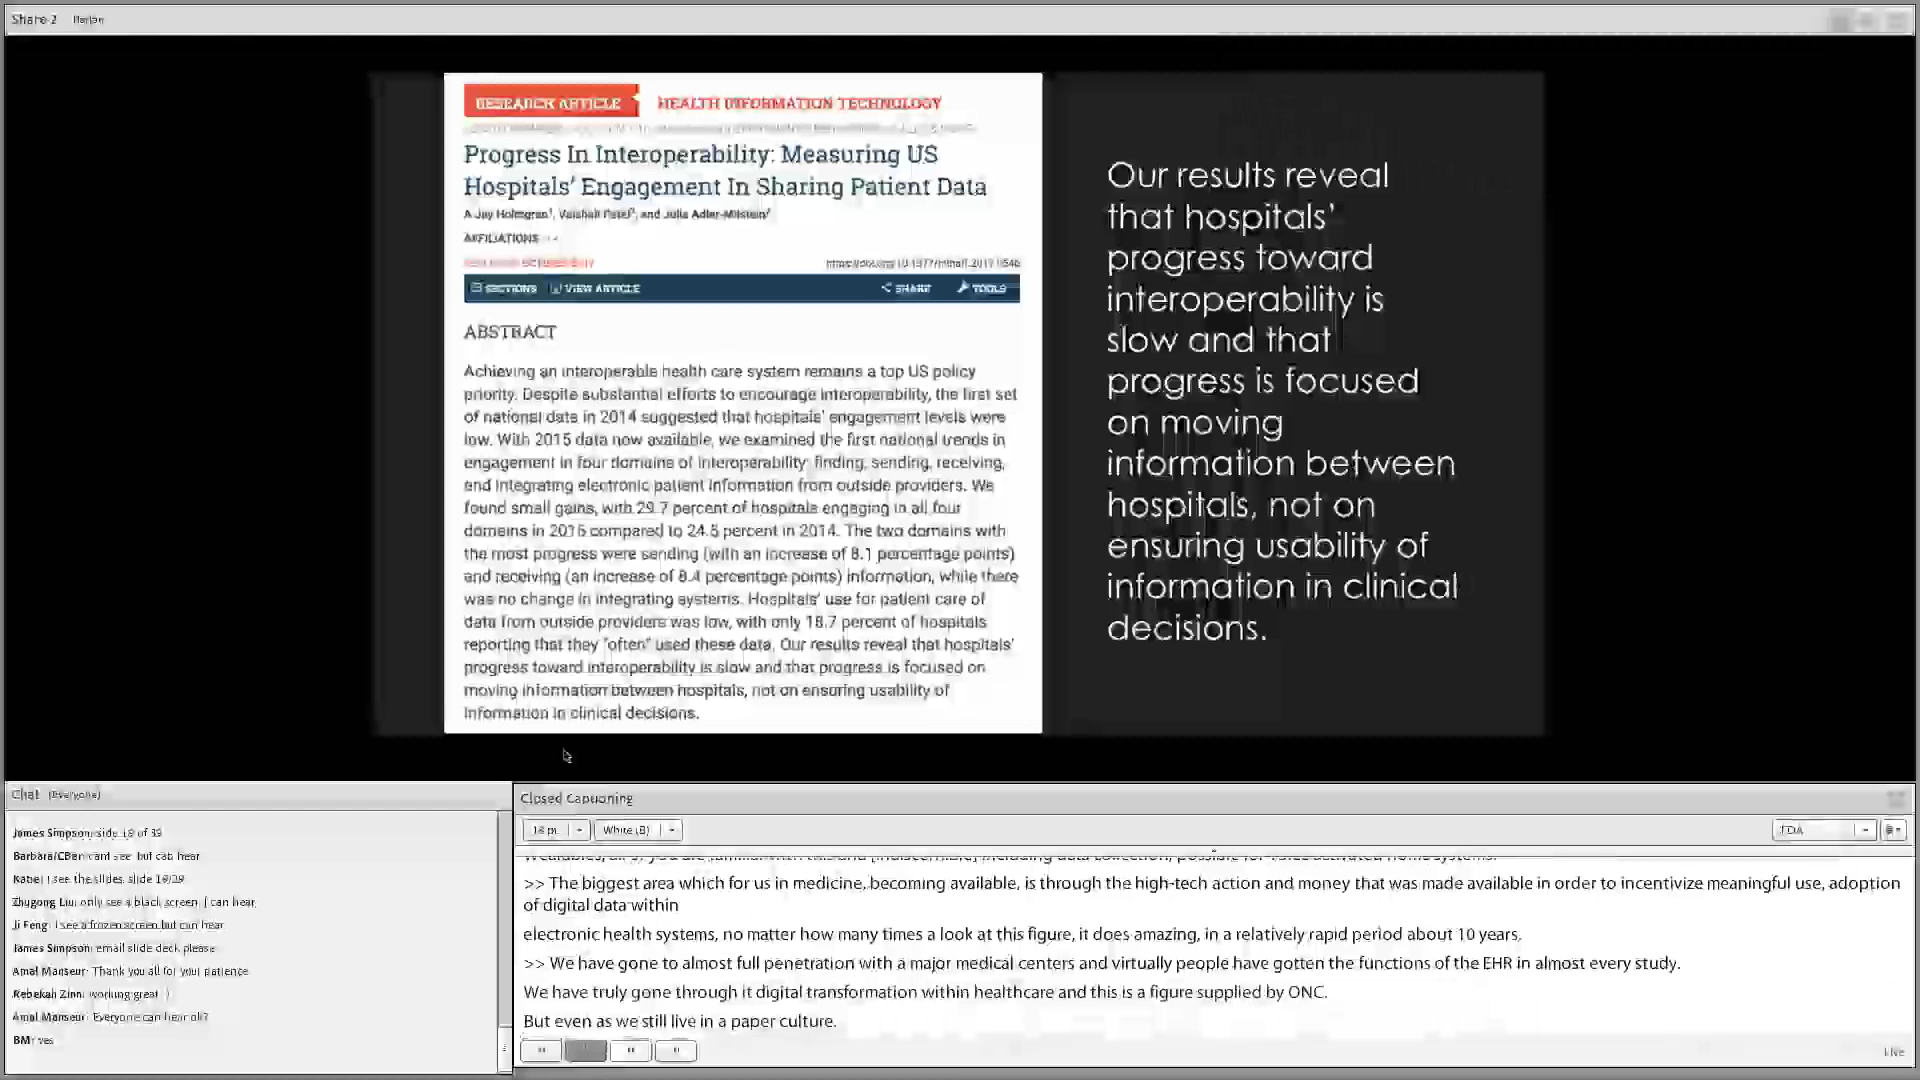 Share 2 Harlan
RESEARCH ARTICLE HEALTH INFORMATION TECHNOLOGY
Progress In Interoperability: Measuring US
Hospitals' Engagement In Sharing Patient Data
A Jay Holmgren¹, Vaishali Patel², and Julia Adler-Milstein³
AFFILIATIONS
SECTIONS VIEW ARTICLE SHARE TOOLS
ABSTRACT
Achieving an interoperable health care system remains a top US policy
priority. Despite substantial efforts to encourage interoperability, the first set
of national data in 2014 suggested that hospitals' engagement levels were
low. With 2015 data now available, we examined the first national trends in
engagement in four domains of interoperability: finding, sending, receiving,
and integrating electronic patient information from outside providers. We
found small gains, with 29.7 percent of hospitals engaging in all four
domains in 2015 compared to 24.5 percent in 2014. The two domains with
the most progress were sending (with an increase of 8.1 percentage points)
and receiving (an increase of 8.4 percentage points) information, while there
was no change in integrating systems. Hospitals' use for patient care of
data from outside providers was low, with only 18.7 percent of hospitals
reporting that they "often" used these data. Our results reveal that hospitals'
progress toward interoperability is slow and that progress is focused on
moving information between hospitals, not on ensuring usability of
information in clinical decisions.
Our results reveal
that hospitals'
progress toward
interoperability is
slow and that
progress is focused
on moving
information between
hospitals, not on
ensuring usability of
information in clinical
decisions.
Chat (Everyone)
James Simpson: side 19 of 39
Barbara/CBer: cant see but cab hear
Katie: I see the slides. slide 19/29
Zhugong Liu: only see a black screen. I can hear
Ji Feng: I see a frozen screen but can hear
James Simpson: email slide deck please
Amal Manseur: Thank you all for your patience
Rebekah Zinn: working great :)
Amal Manseur: Everyone can hear ok?
BM: yes
Closed Captioning
18 pt. White (B) FDA
>> The biggest area which for us in medicine, becoming available, is through the high-tech action and money that was made available in order to incentivize meaningful use, adoption
of digital data within
electronic health systems, no matter how many times a look at this figure, it does amazing, in a relatively rapid period about 10 years.
>> We have gone to almost full penetration with a major medical centers and virtually people have gotten the functions of the EHR in almost every study.
We have truly gone through it digital transformation within healthcare and this is a figure supplied by ONC.
But even as we still live in a paper culture.
Live